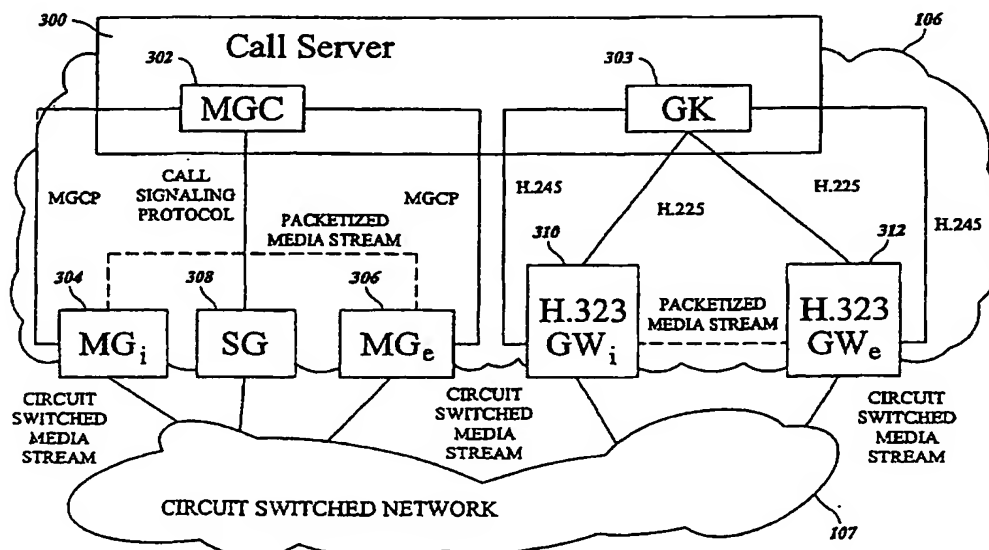 300
Call Server
106
302
303
MGC
GK
CALL
SIGNALING
PROTOCOL
MGCP
MGCP
H.245
H.225
H.225
H.245
PACKETIZED
MEDIA STREAM
310
312
304
308
306
MGi
SG
MGe
H.323
GWi
PACKETIZED
MEDIA STREAM
H.323
GWe
CIRCUIT
SWITCHED
MEDIA
STREAM
CIRCUIT
SWITCHED
MEDIA
STREAM
CIRCUIT
SWITCHED
MEDIA
STREAM
CIRCUIT SWITCHED NETWORK
107